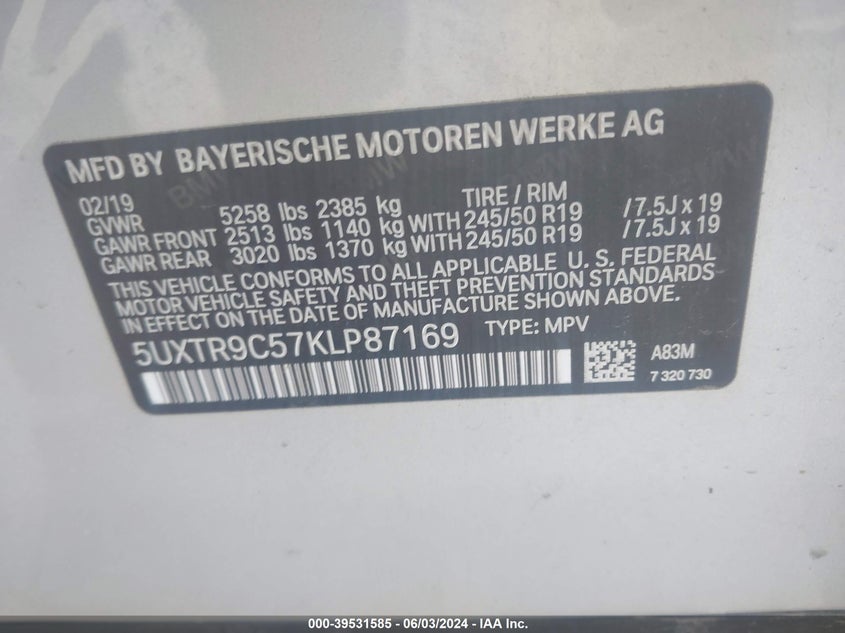 MFD BY BAYERISCHE MOTOREN WERKE AG
02/19 TIRE / RIM
GVWR 5258 lbs 2385 kg
GAWR FRONT 2513 lbs 1140 kg WITH 245/50 R19 /7.5J x 19
GAWR REAR 3020 lbs 1370 kg WITH 245/50 R19 /7.5J x 19
THIS VEHICLE CONFORMS TO ALL APPLICABLE U. S. FEDERAL
MOTOR VEHICLE SAFETY AND THEFT PREVENTION STANDARDS
IN EFFECT ON THE DATE OF MANUFACTURE SHOWN ABOVE.
5UXTR9C57KLP87169 TYPE: MPV
A83M
7 320 730
000-39531585 - 06/03/2024 - IAA Inc.